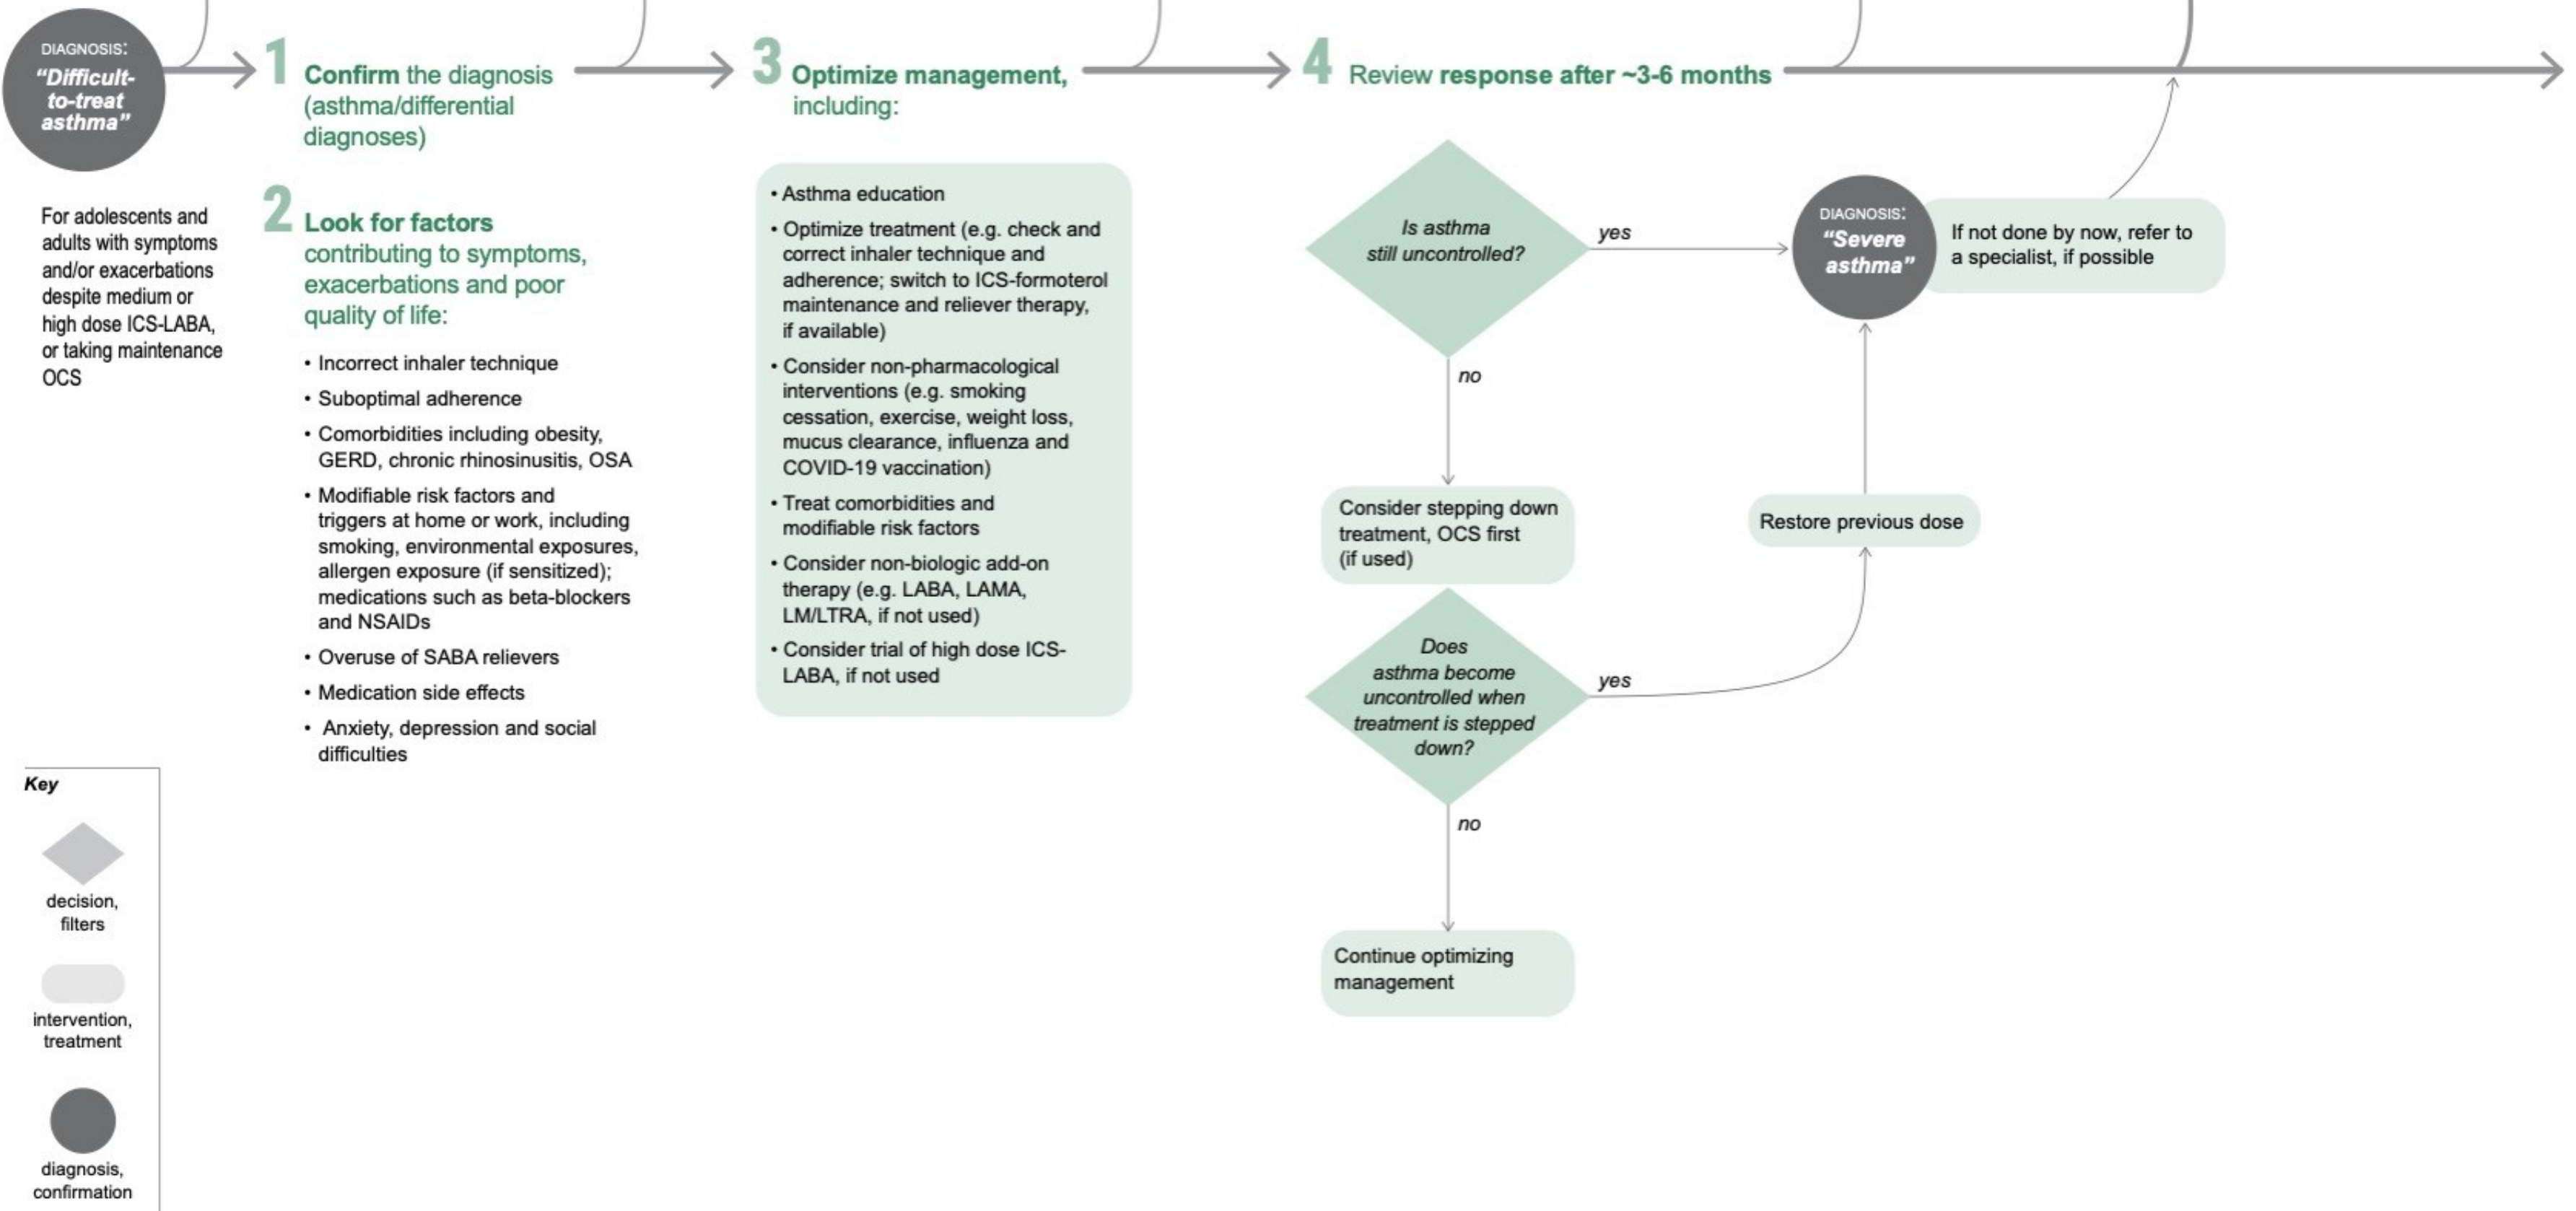 DIAGNOSIS:
“Difficult-
to-treat
asthma”
For adolescents and
adults with symptoms
and/or exacerbations
despite medium or
high dose ICS-LABA,
or taking maintenance
OCS
1 Confirm the diagnosis
(asthma/differential
diagnoses)
2 Look for factors
contributing to symptoms,
exacerbations and poor
quality of life:
• Incorrect inhaler technique
• Suboptimal adherence
• Comorbidities including obesity,
GERD, chronic rhinosinusitis, OSA
• Modifiable risk factors and
triggers at home or work, including
smoking, environmental exposures,
allergen exposure (if sensitized);
medications such as beta-blockers
and NSAIDs
• Overuse of SABA relievers
• Medication side effects
• Anxiety, depression and social
difficulties
3 Optimize management,
including:
• Asthma education
• Optimize treatment (e.g. check and
correct inhaler technique and
adherence; switch to ICS-formoterol
maintenance and reliever therapy,
if available)
• Consider non-pharmacological
interventions (e.g. smoking
cessation, exercise, weight loss,
mucus clearance, influenza and
COVID-19 vaccination)
• Treat comorbidities and
modifiable risk factors
• Consider non-biologic add-on
therapy (e.g. LABA, LAMA,
LM/LTRA, if not used)
• Consider trial of high dose ICS-
LABA, if not used
4 Review response after ~3-6 months
Is asthma
still uncontrolled?
yes
DIAGNOSIS:
“Severe
asthma”
If not done by now, refer to
a specialist, if possible
no
Consider stepping down
treatment, OCS first
(if used)
Restore previous dose
Does
asthma become
uncontrolled when
treatment is stepped
down?
yes
no
Continue optimizing
management
Key
decision,
filters
intervention,
treatment
diagnosis,
confirmation